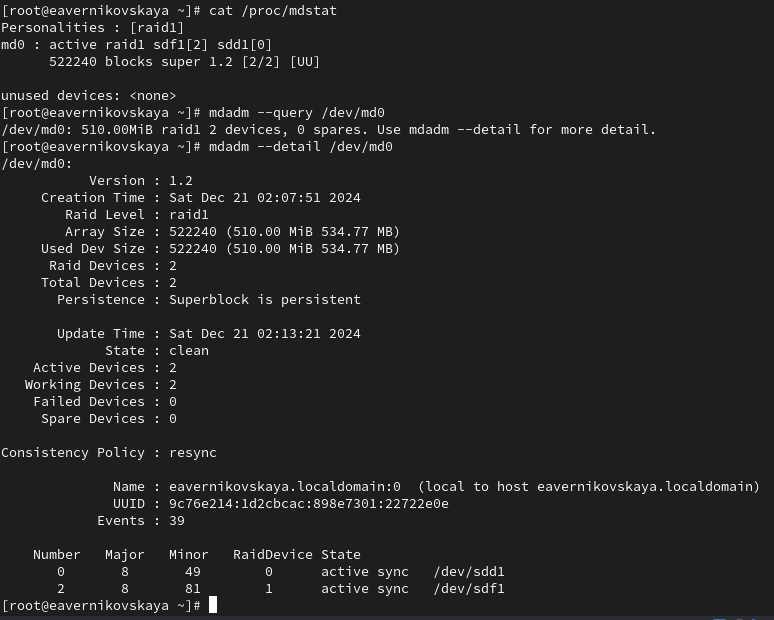 [root@eavernikovskaya ~]# cat /proc/mdstat
Personalities : [raid1]
md0 : active raid1 sdf1[2] sdd1[0]
      522240 blocks super 1.2 [2/2] [UU]

unused devices: <none>
[root@eavernikovskaya ~]# mdadm --query /dev/md0
/dev/md0: 510.00MiB raid1 2 devices, 0 spares. Use mdadm --detail for more detail.
[root@eavernikovskaya ~]# mdadm --detail /dev/md0
/dev/md0:
           Version : 1.2
     Creation Time : Sat Dec 21 02:07:51 2024
        Raid Level : raid1
        Array Size : 522240 (510.00 MiB 534.77 MB)
     Used Dev Size : 522240 (510.00 MiB 534.77 MB)
      Raid Devices : 2
     Total Devices : 2
       Persistence : Superblock is persistent

       Update Time : Sat Dec 21 02:13:21 2024
             State : clean
    Active Devices : 2
   Working Devices : 2
    Failed Devices : 0
     Spare Devices : 0

Consistency Policy : resync

              Name : eavernikovskaya.localdomain:0  (local to host eavernikovskaya.localdomain)
              UUID : 9c76e214:1d2cbcac:898e7301:22722e0e
            Events : 39

    Number   Major   Minor   RaidDevice State
       0       8       49        0      active sync   /dev/sdd1
       2       8       81        1      active sync   /dev/sdf1
[root@eavernikovskaya ~]#